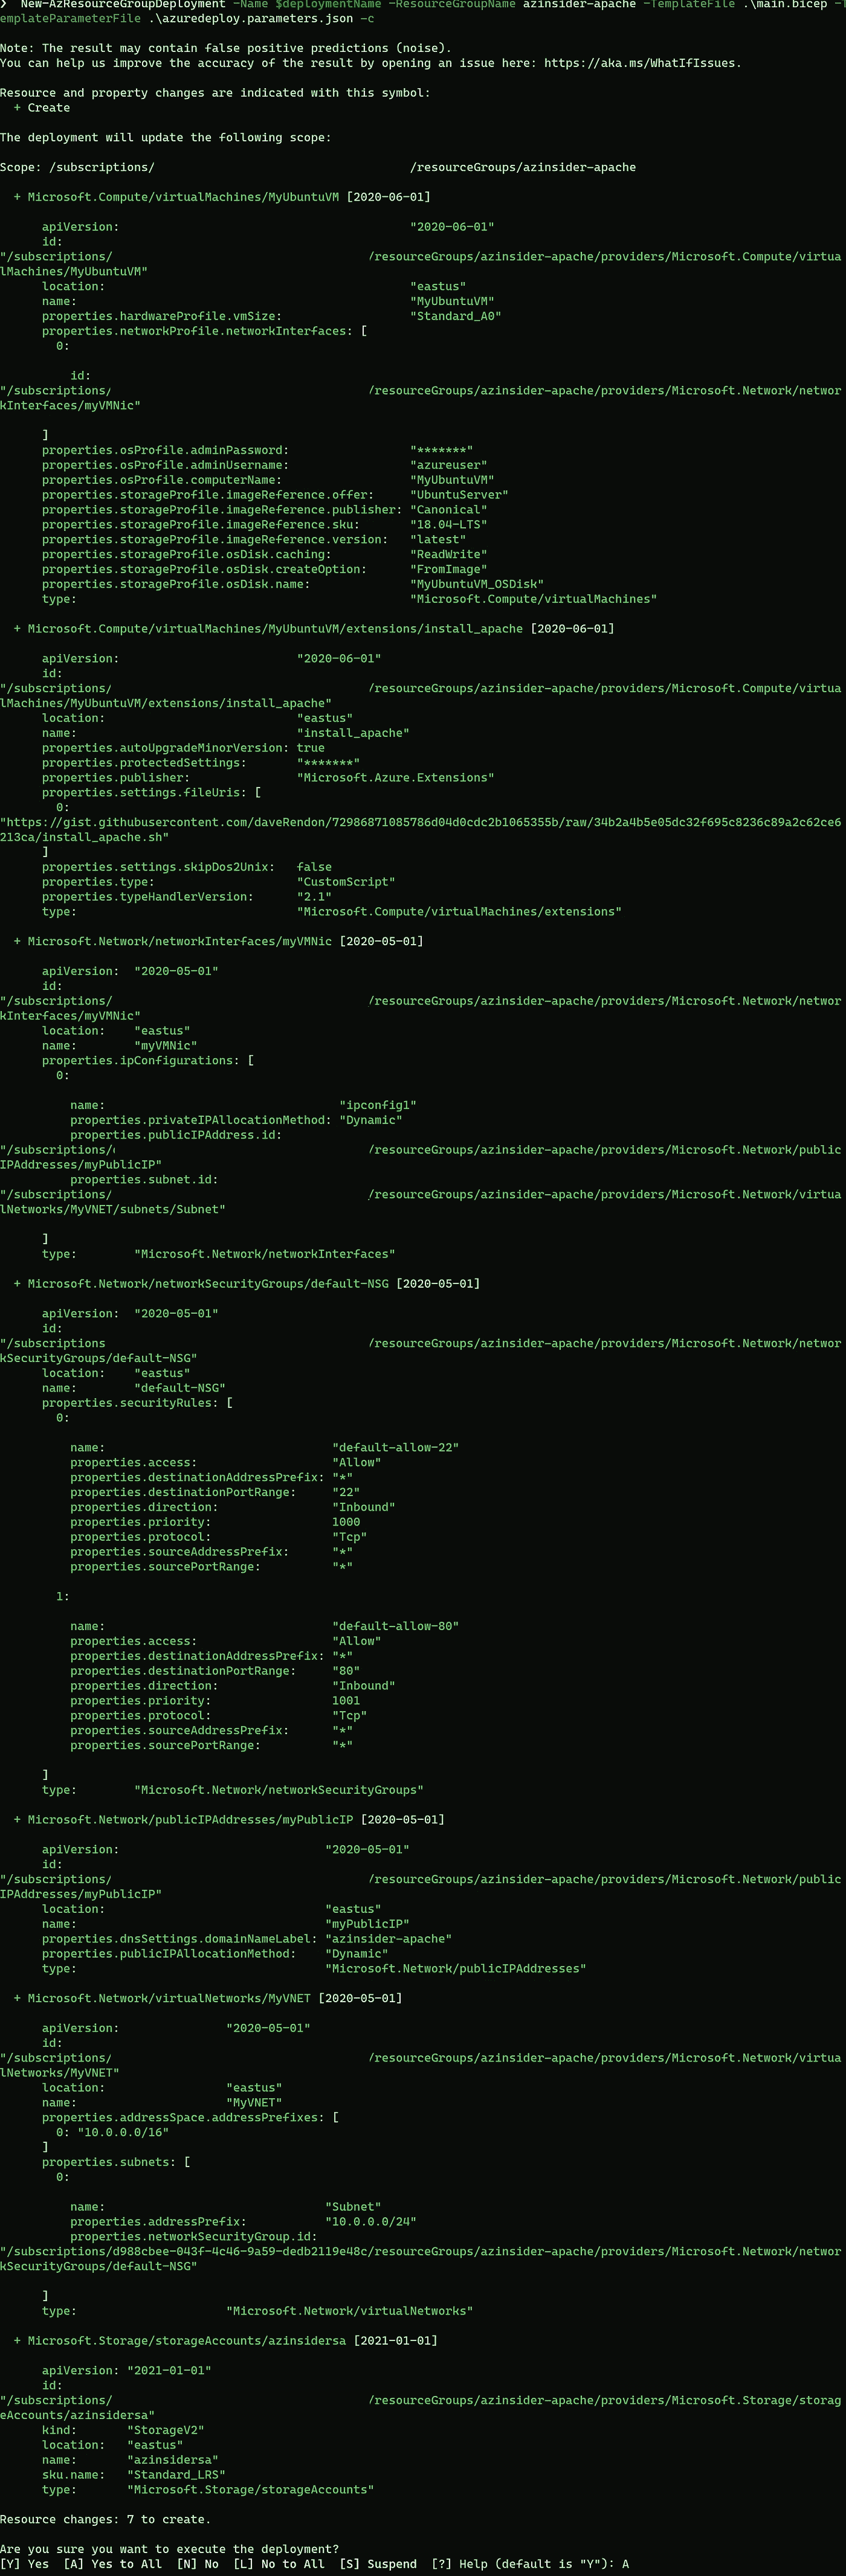 ❯  New-AzResourceGroupDeployment -Name $deploymentName -ResourceGroupName azinsider-apache -TemplateFile .\main.bicep -T
emplateParameterFile .\azuredeploy.parameters.json -c
Note: The result may contain false positive predictions (noise).
You can help us improve the accuracy of the result by opening an issue here: https://aka.ms/WhatIfIssues.
Resource and property changes are indicated with this symbol:
  + Create
The deployment will update the following scope:
Scope: /subscriptions/ /resourceGroups/azinsider-apache
  + Microsoft.Compute/virtualMachines/MyUbuntuVM [2020-06-01]
      apiVersion: "2020-06-01"
      id:
"/subscriptions/ /resourceGroups/azinsider-apache/providers/Microsoft.Compute/virtua
lMachines/MyUbuntuVM"
      location: "eastus"
      name: "MyUbuntuVM"
      properties.hardwareProfile.vmSize: "Standard_A0"
      properties.networkProfile.networkInterfaces: [
        0:
          id:
"/subscriptions/ /resourceGroups/azinsider-apache/providers/Microsoft.Network/networ
kInterfaces/myVMNic"
      ]
      properties.osProfile.adminPassword: "*******"
      properties.osProfile.adminUsername: "azureuser"
      properties.osProfile.computerName: "MyUbuntuVM"
      properties.storageProfile.imageReference.offer: "UbuntuServer"
      properties.storageProfile.imageReference.publisher: "Canonical"
      properties.storageProfile.imageReference.sku: "18.04-LTS"
      properties.storageProfile.imageReference.version: "latest"
      properties.storageProfile.osDisk.caching: "ReadWrite"
      properties.storageProfile.osDisk.createOption: "FromImage"
      properties.storageProfile.osDisk.name: "MyUbuntuVM_OSDisk"
      type: "Microsoft.Compute/virtualMachines"
  + Microsoft.Compute/virtualMachines/MyUbuntuVM/extensions/install_apache [2020-06-01]
      apiVersion: "2020-06-01"
      id:
"/subscriptions/ /resourceGroups/azinsider-apache/providers/Microsoft.Compute/virtua
lMachines/MyUbuntuVM/extensions/install_apache"
      location: "eastus"
      name: "install_apache"
      properties.autoUpgradeMinorVersion: true
      properties.protectedSettings: "*******"
      properties.publisher: "Microsoft.Azure.Extensions"
      properties.settings.fileUris: [
        0:
"https://gist.githubusercontent.com/daveRendon/72986871085786d04d0cdc2b1065355b/raw/34b2a4b5e05dc32f695c8236c89a2c62ce6
213ca/install_apache.sh"
      ]
      properties.settings.skipDos2Unix: false
      properties.type: "CustomScript"
      properties.typeHandlerVersion: "2.1"
      type: "Microsoft.Compute/virtualMachines/extensions"
  + Microsoft.Network/networkInterfaces/myVMNic [2020-05-01]
      apiVersion: "2020-05-01"
      id:
"/subscriptions/ /resourceGroups/azinsider-apache/providers/Microsoft.Network/networ
kInterfaces/myVMNic"
      location: "eastus"
      name: "myVMNic"
      properties.ipConfigurations: [
        0:
          name: "ipconfig1"
          properties.privateIPAllocationMethod: "Dynamic"
          properties.publicIPAddress.id:
"/subscriptions/ /resourceGroups/azinsider-apache/providers/Microsoft.Network/public
IPAddresses/myPublicIP"
          properties.subnet.id:
"/subscriptions/ /resourceGroups/azinsider-apache/providers/Microsoft.Network/virtua
lNetworks/MyVNET/subnets/Subnet"
      ]
      type: "Microsoft.Network/networkInterfaces"
  + Microsoft.Network/networkSecurityGroups/default-NSG [2020-05-01]
      apiVersion: "2020-05-01"
      id:
"/subscriptions /resourceGroups/azinsider-apache/providers/Microsoft.Network/networ
kSecurityGroups/default-NSG"
      location: "eastus"
      name: "default-NSG"
      properties.securityRules: [
        0:
          name: "default-allow-22"
          properties.access: "Allow"
          properties.destinationAddressPrefix: "*"
          properties.destinationPortRange: "22"
          properties.direction: "Inbound"
          properties.priority: 1000
          properties.protocol: "Tcp"
          properties.sourceAddressPrefix: "*"
          properties.sourcePortRange: "*"
        1:
          name: "default-allow-80"
          properties.access: "Allow"
          properties.destinationAddressPrefix: "*"
          properties.destinationPortRange: "80"
          properties.direction: "Inbound"
          properties.priority: 1001
          properties.protocol: "Tcp"
          properties.sourceAddressPrefix: "*"
          properties.sourcePortRange: "*"
      ]
      type: "Microsoft.Network/networkSecurityGroups"
  + Microsoft.Network/publicIPAddresses/myPublicIP [2020-05-01]
      apiVersion: "2020-05-01"
      id:
"/subscriptions/ /resourceGroups/azinsider-apache/providers/Microsoft.Network/public
IPAddresses/myPublicIP"
      location: "eastus"
      name: "myPublicIP"
      properties.dnsSettings.domainNameLabel: "azinsider-apache"
      properties.publicIPAllocationMethod: "Dynamic"
      type: "Microsoft.Network/publicIPAddresses"
  + Microsoft.Network/virtualNetworks/MyVNET [2020-05-01]
      apiVersion: "2020-05-01"
      id:
"/subscriptions/ /resourceGroups/azinsider-apache/providers/Microsoft.Network/virtua
lNetworks/MyVNET"
      location: "eastus"
      name: "MyVNET"
      properties.addressSpace.addressPrefixes: [
        0: "10.0.0.0/16"
      ]
      properties.subnets: [
        0:
          name: "Subnet"
          properties.addressPrefix: "10.0.0.0/24"
          properties.networkSecurityGroup.id:
"/subscriptions/d988cbee-043f-4c46-9a59-dedb2119e48c/resourceGroups/azinsider-apache/providers/Microsoft.Network/networ
kSecurityGroups/default-NSG"
      ]
      type: "Microsoft.Network/virtualNetworks"
  + Microsoft.Storage/storageAccounts/azinsidersa [2021-01-01]
      apiVersion: "2021-01-01"
      id:
"/subscriptions/ /resourceGroups/azinsider-apache/providers/Microsoft.Storage/storag
eAccounts/azinsidersa"
      kind: "StorageV2"
      location: "eastus"
      name: "azinsidersa"
      sku.name: "Standard_LRS"
      type: "Microsoft.Storage/storageAccounts"
Resource changes: 7 to create.
Are you sure you want to execute the deployment?
[Y] Yes  [A] Yes to All  [N] No  [L] No to All  [S] Suspend  [?] Help (default is "Y"): A